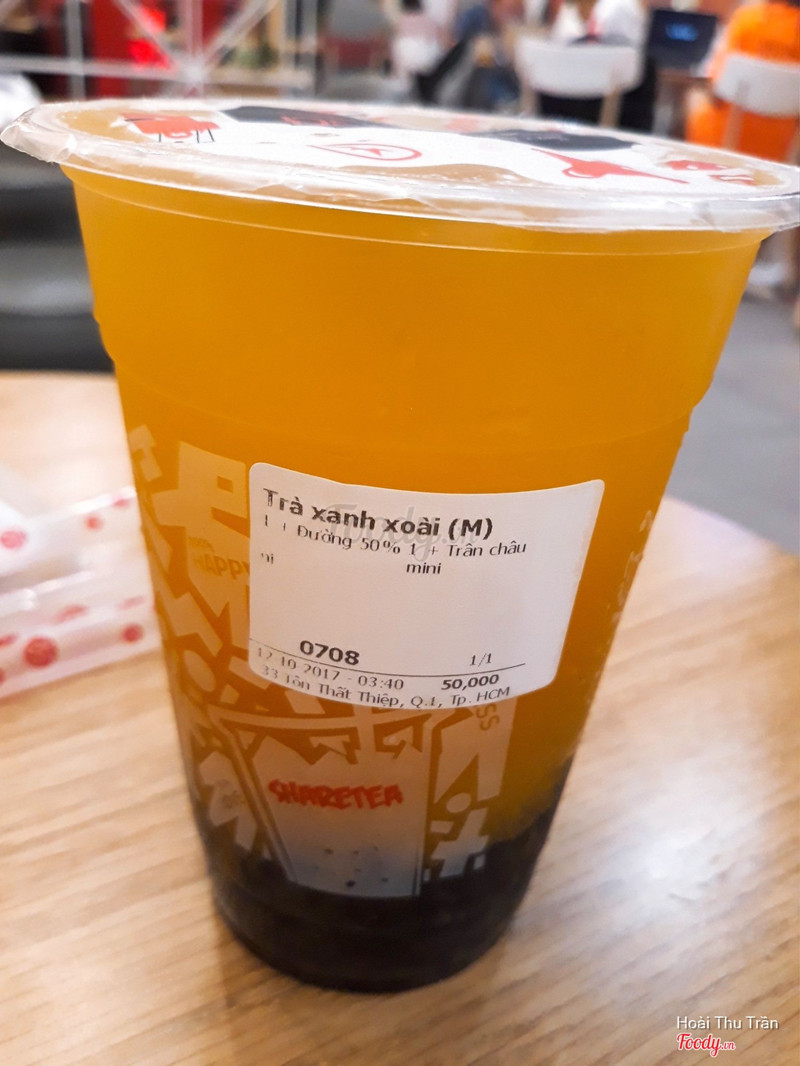 HAPPY
Trà xanh xoài (M)
1 + Đường 50% 1 + Trân châu
mini
0708 1/1
12-10-2017 - 03:40 50,000
33 Tôn Thất Thiệp, Q.1, Tp. HCM
SHARETEA
Hoài Thu Trần
Foody.vn